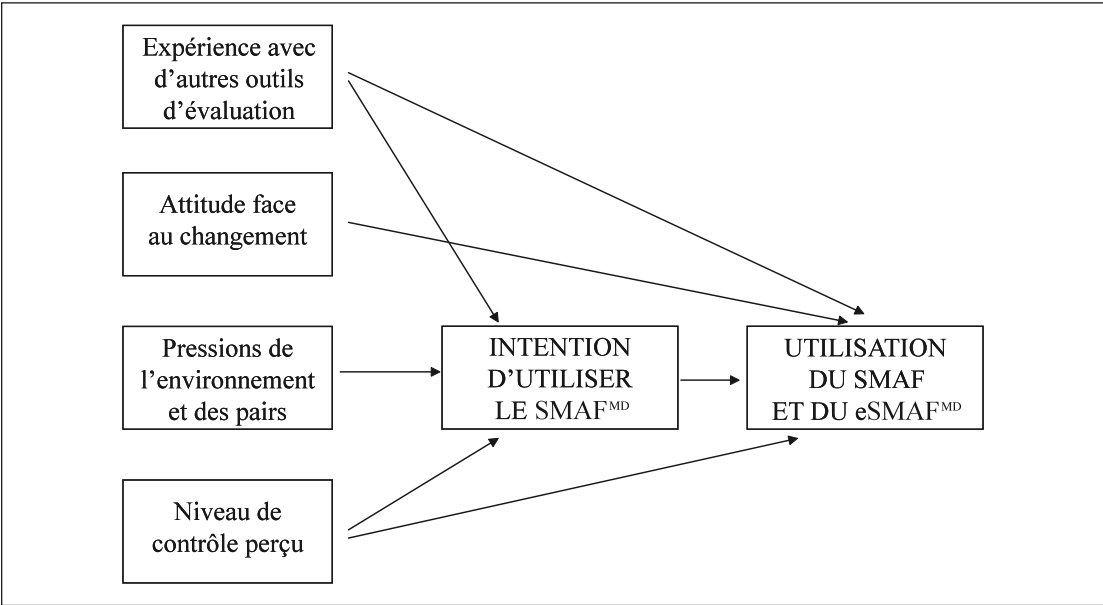 Expérience avec
d’autres outils
d’évaluation
Attitude face
au changement
Pressions de
l’environnement
et des pairs
Niveau de
contrôle perçu
INTENTION
D’UTILISER
LE SMAFᴹᴰ
UTILISATION
DU SMAF
ET DU eSMAFᴹᴰ